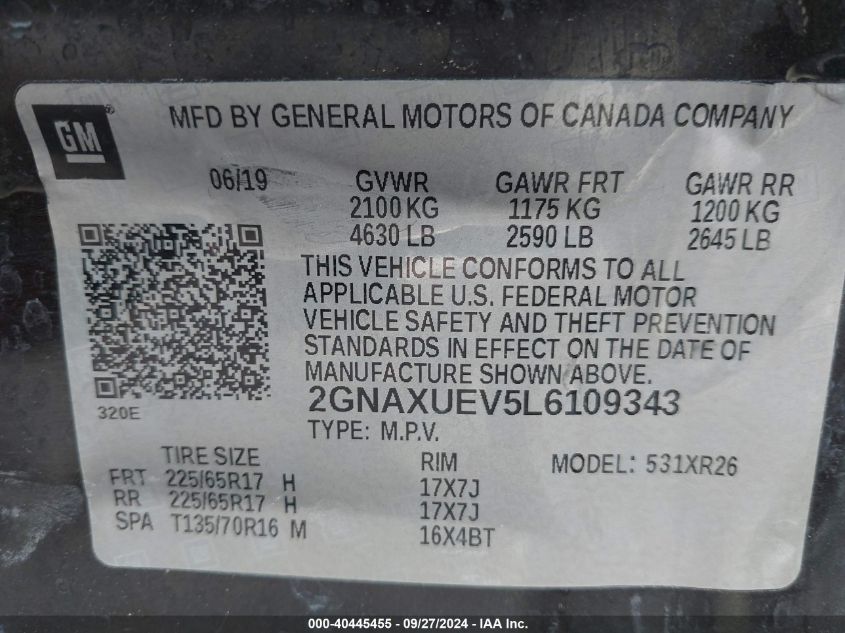 GM
MFD BY GENERAL MOTORS OF CANADA COMPANY
06/19 GVWR GAWR FRT GAWR RR
2100 KG 1175 KG 1200 KG
4630 LB 2590 LB 2645 LB
THIS VEHICLE CONFORMS TO ALL
APPLICABLE U.S. FEDERAL MOTOR
VEHICLE SAFETY AND THEFT PREVENTION
STANDARDS IN EFFECT ON THE DATE OF
MANUFACTURE SHOWN ABOVE.
320E 2GNAXUEV5L6109343
TYPE: M.P.V.
TIRE SIZE RIM MODEL: 531XR26
FRT 225/65R17 H 17X7J
RR 225/65R17 H 17X7J
SPA T135/70R16 M 16X4BT
000-40445455 - 09/27/2024 - IAA Inc.